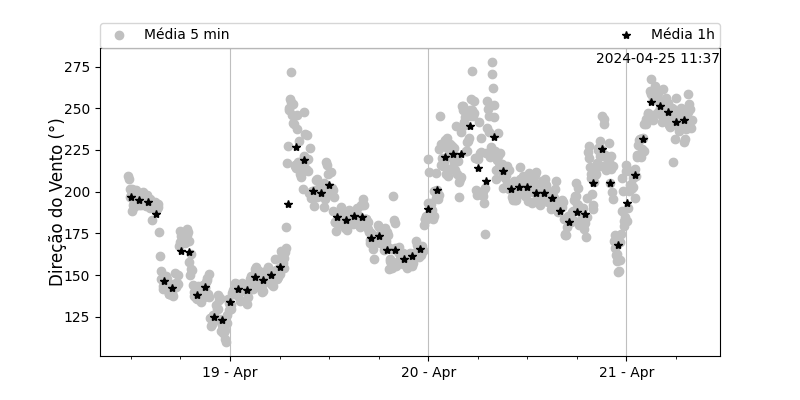 Média 5 min
Média 1h
2024-04-25 11:37
Direção do Vento (°)
275
250
225
200
175
150
125
19 - Apr
20 - Apr
21 - Apr